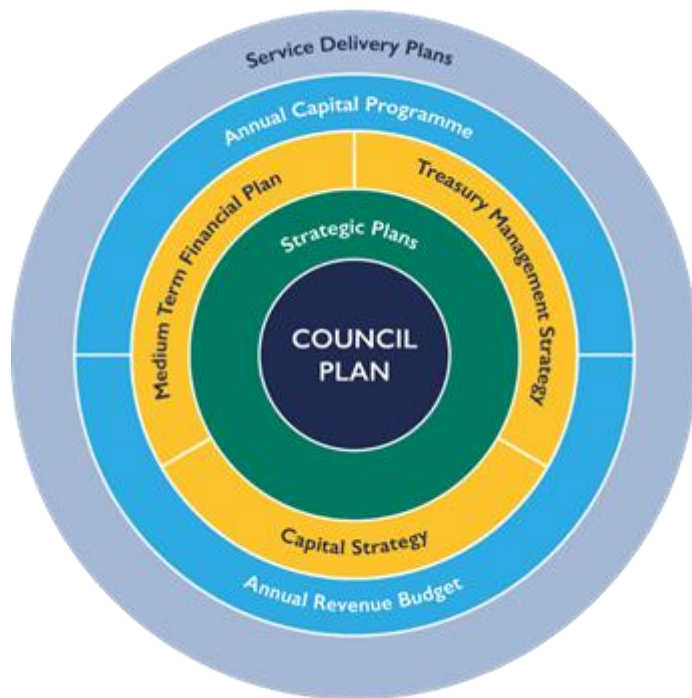 Service Delivery Plans
Annual Capital Programme
Medium Term Financial Plan
Treasury Management Strategy
Strategic Plans
COUNCIL
PLAN
Capital Strategy
Annual Revenue Budget